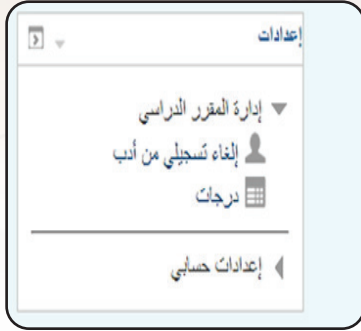 إعدادات
إدارة المقرر الدراسي
إلغاء تسجيلي من أدب
درجات
إعدادات حسابي